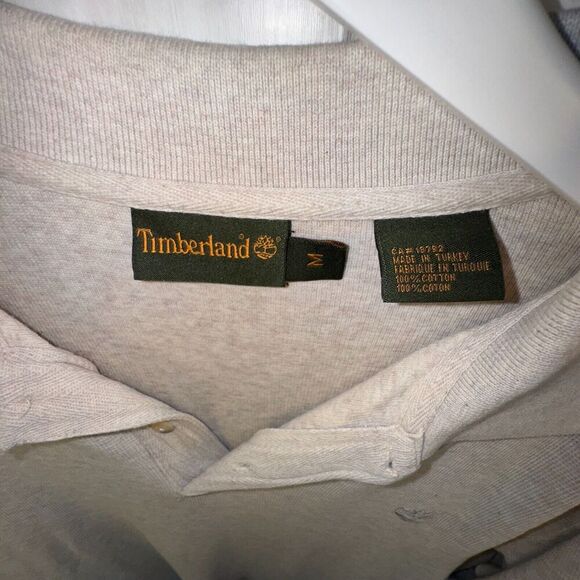 Timberland®
M
CA# 19792
MADE IN TURKEY
FABRIQUE EN TURQUIE
100% COTTON
100% COTON